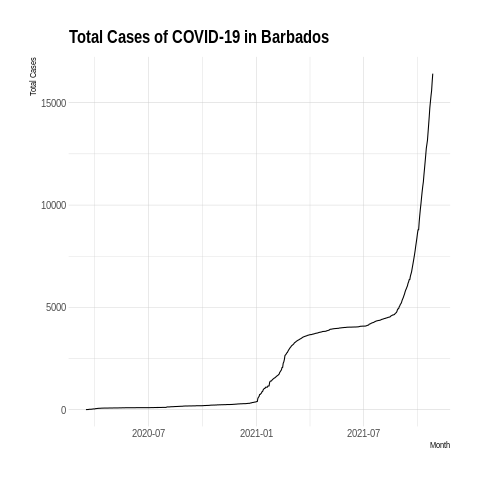 Total Cases of COVID-19 in Barbados
Total Cases
15000
10000
5000
0
2020-07
2021-01
2021-07
Month